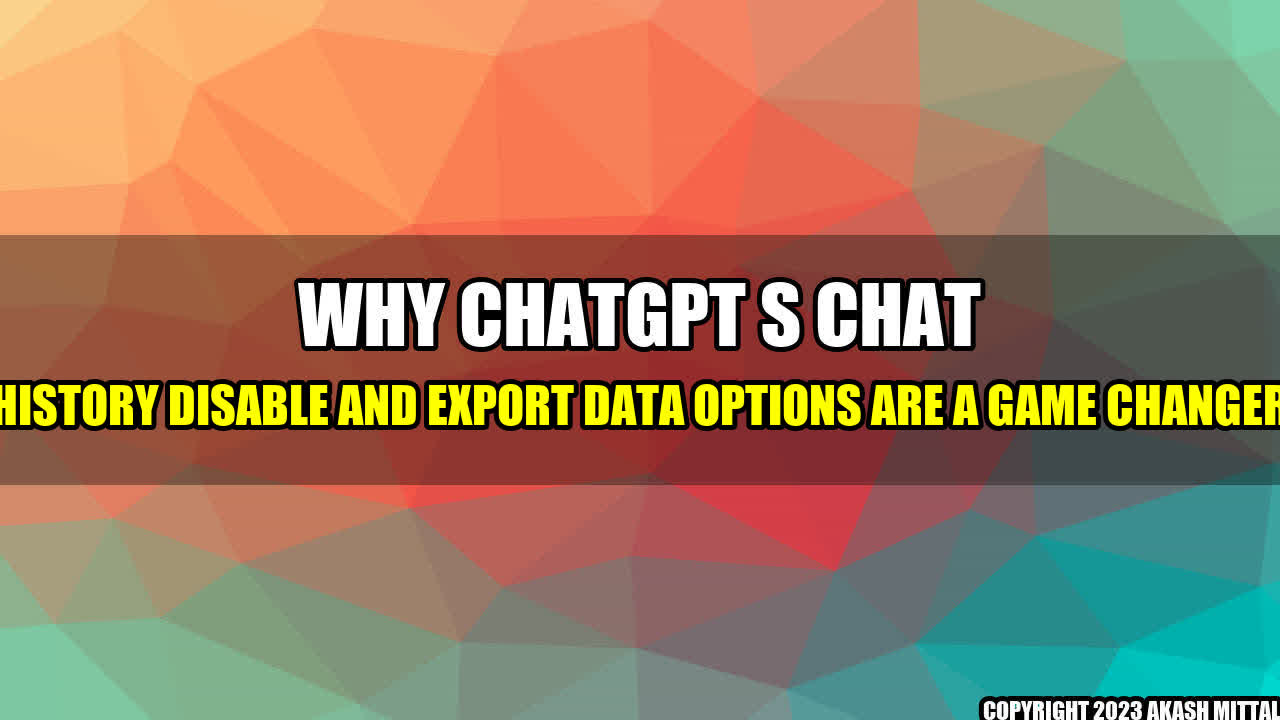 WHY CHATGPT S CHAT
HISTORY DISABLE AND EXPORT DATA OPTIONS ARE A GAME CHANGER
COPYRIGHT 2023 AKASH MITTAL